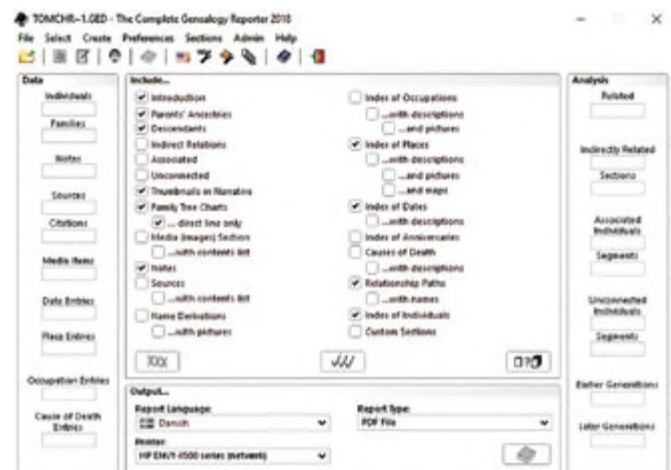 TOMCHR~1.GED - The Complete Genealogy Reporter 2018
File Select Create Preferences Sections Admin Help
Data
Individuals
Families
Notes
Sources
Citations
Media Items
Date Entries
Place Entries
Occupation Entries
Cause of Death
Entries
Include...
Introduction
Parents' Ancestries
Descendants
Indirect Relations
Associated
Unconnected
Thumbnails in Narrative
Family Tree Charts
... direct line only
Media (images) Section
...with contents list
Notes
Sources
...with contents list
Name Derivations
...with pictures
Index of Occupations
...with descriptions
...and pictures
Index of Places
...with descriptions
...and pictures
...and maps
Index of Dates
...with descriptions
Index of Anniversaries
Causes of Death
...with descriptions
Relationship Paths
...with names
Index of Individuals
Custom Sections
Output...
Report Language:
Danish
Printer:
HP ENVY 4500 series (network)
Report Type:
PDF File
Analysis
Related
Indirectly Related
Sections
Associated
Individuals
Segments
Unconnected
Individuals
Segments
Earlier Generations
Later Generations